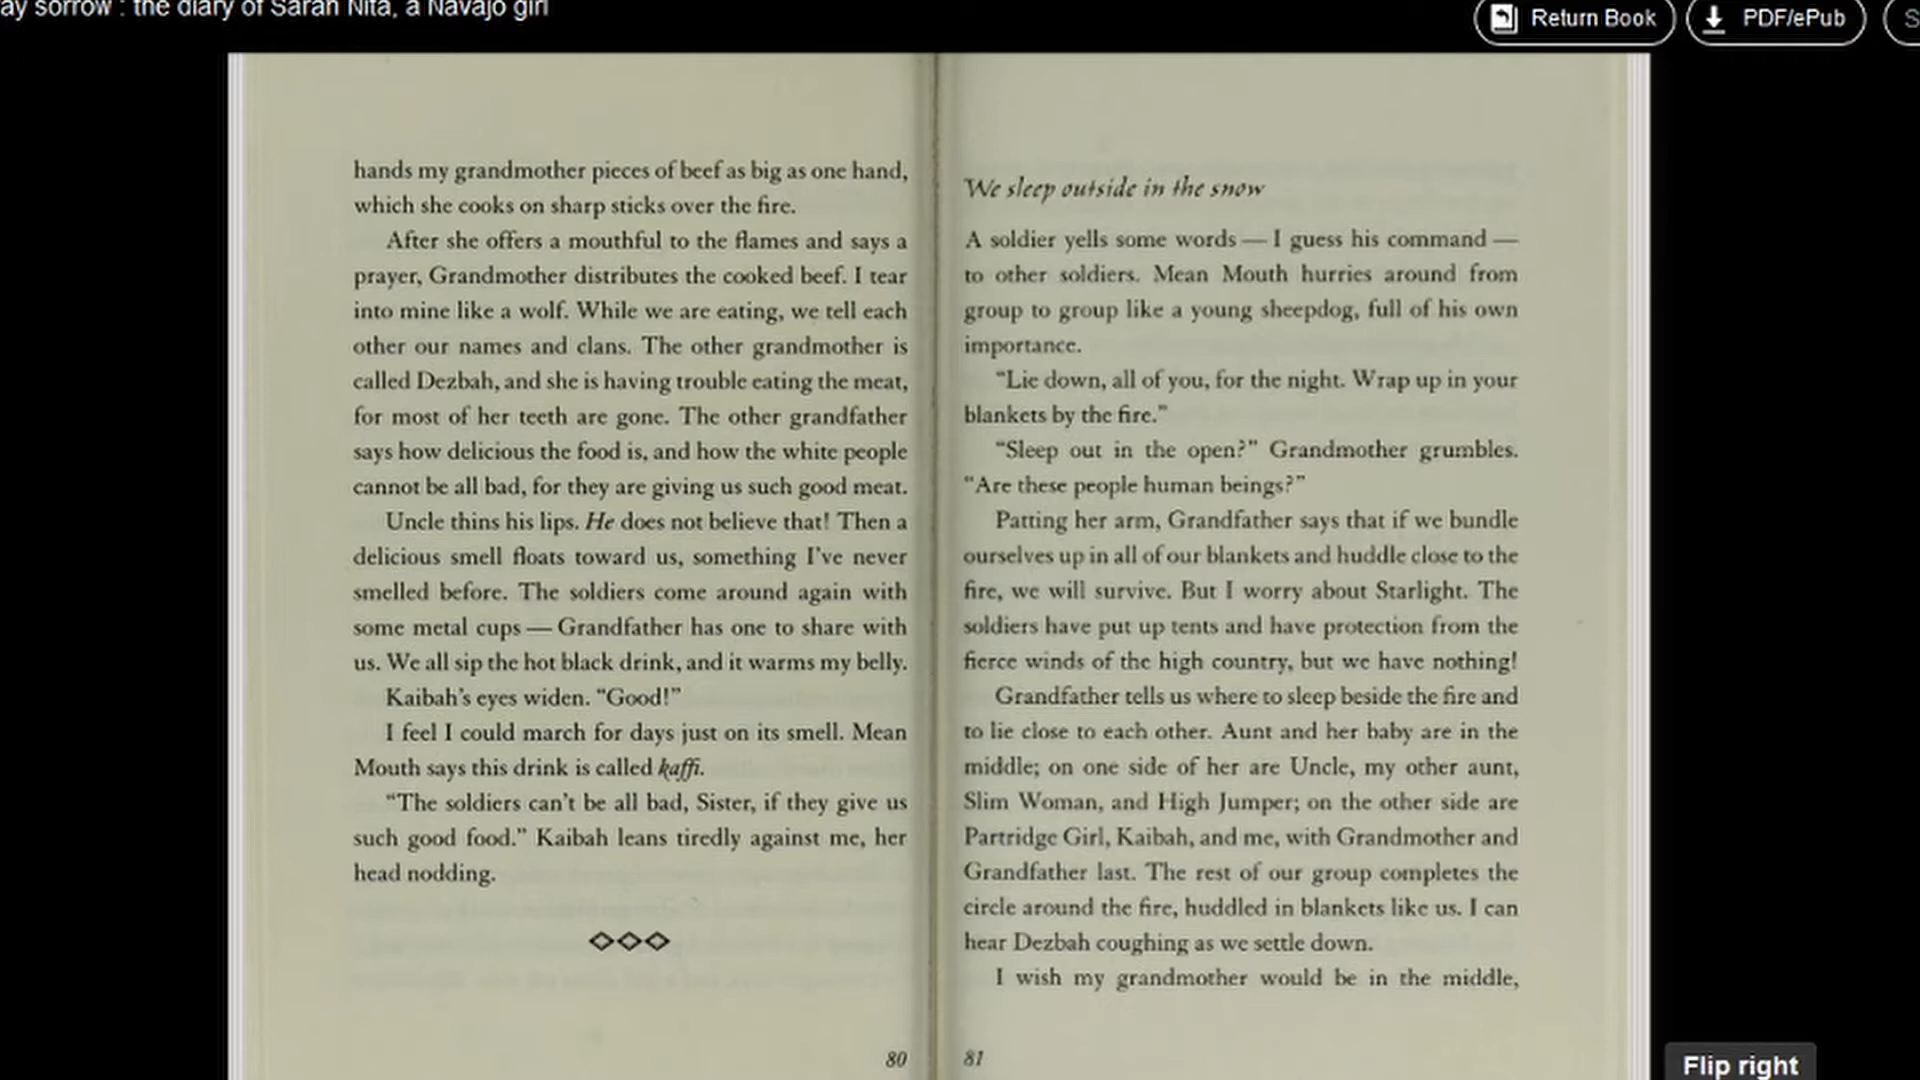 ay sorrow : the diary of Sarah Nita, a Navajo girl
Return Book
PDF/ePub
S
hands my grandmother pieces of beef as big as one hand,
which she cooks on sharp sticks over the fire.
After she offers a mouthful to the flames and says a
prayer, Grandmother distributes the cooked beef. I tear
into mine like a wolf. While we are eating, we tell each
other our names and clans. The other grandmother is
called Dezbah, and she is having trouble eating the meat,
for most of her teeth are gone. The other grandfather
says how delicious the food is, and how the white people
cannot be all bad, for they are giving us such good meat.
Uncle thins his lips. He does not believe that! Then a
delicious smell floats toward us, something I've never
smelled before. The soldiers come around again with
some metal cups — Grandfather has one to share with
us. We all sip the hot black drink, and it warms my belly.
Kaibah's eyes widen. "Good!"
I feel I could march for days just on its smell. Mean
Mouth says this drink is called kaffi.
"The soldiers can't be all bad, Sister, if they give us
such good food." Kaibah leans tiredly against me, her
head nodding.
80
We sleep outside in the snow
A soldier yells some words — I guess his command —
to other soldiers. Mean Mouth hurries around from
group to group like a young sheepdog, full of his own
importance.
"Lie down, all of you, for the night. Wrap up in your
blankets by the fire."
"Sleep out in the open?" Grandmother grumbles.
"Are these people human beings?"
Patting her arm, Grandfather says that if we bundle
ourselves up in all of our blankets and huddle close to the
fire, we will survive. But I worry about Starlight. The
soldiers have put up tents and have protection from the
fierce winds of the high country, but we have nothing!
Grandfather tells us where to sleep beside the fire and
to lie close to each other. Aunt and her baby are in the
middle; on one side of her are Uncle, my other aunt,
Slim Woman, and High Jumper; on the other side are
Partridge Girl, Kaibah, and me, with Grandmother and
Grandfather last. The rest of our group completes the
circle around the fire, huddled in blankets like us. I can
hear Dezbah coughing as we settle down.
I wish my grandmother would be in the middle,
81
Flip right